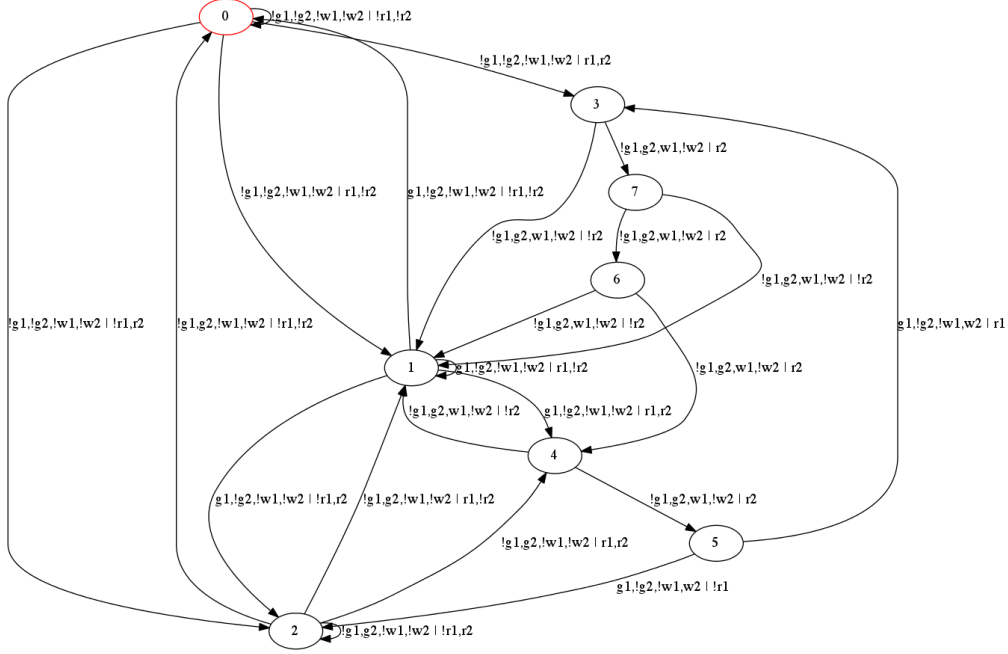 0
!g1,!g2,!w1,!w2 | !r1,!r2
!g1,!g2,!w1,!w2 | r1,r2
3
!g1,g2,w1,!w2 | r2
7
!g1,!g2,!w1,!w2 | r1,!r2
g1,!g2,!w1,!w2 | !r1,!r2
!g1,g2,w1,!w2 | !r2
!g1,g2,w1,!w2 | r2
6
!g1,g2,w1,!w2 | !r2
!g1,!g2,!w1,!w2 | !r1,r2
!g1,g2,!w1,!w2 | !r1,!r2
!g1,g2,w1,!w2 | !r2
g1,!g2,!w1,w2 | r1
1
g1,!g2,!w1,!w2 | r1,!r2
!g1,g2,w1,!w2 | r2
!g1,g2,w1,!w2 | !r2
g1,!g2,!w1,!w2 | r1,r2
4
g1,!g2,!w1,!w2 | !r1,r2
!g1,g2,!w1,!w2 | r1,!r2
!g1,g2,w1,!w2 | r2
!g1,g2,!w1,!w2 | r1,r2
5
g1,!g2,!w1,w2 | !r1
2
!g1,g2,!w1,!w2 | !r1,r2